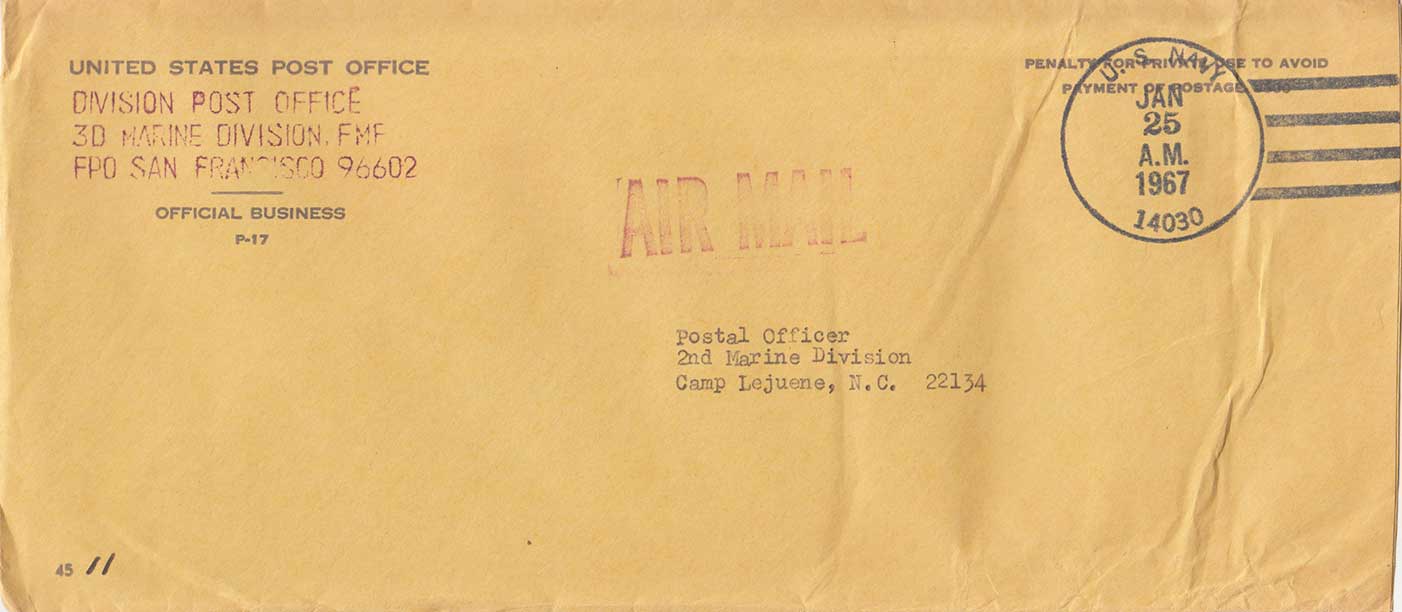 UNITED STATES POST OFFICE
DIVISION POST OFFICE
3D MARINE DIVISION, FMF
FPO SAN FRANCISCO 96602
OFFICIAL BUSINESS
P-17
PENALTY FOR PRIVATE USE TO AVOID
PAYMENT OF POSTAGE
U. S. NAVY
JAN
25
A.M.
1967
14030
AIR MAIL
Postal Officer
2nd Marine Division
Camp Lejuene, N.C. 22134
45 11